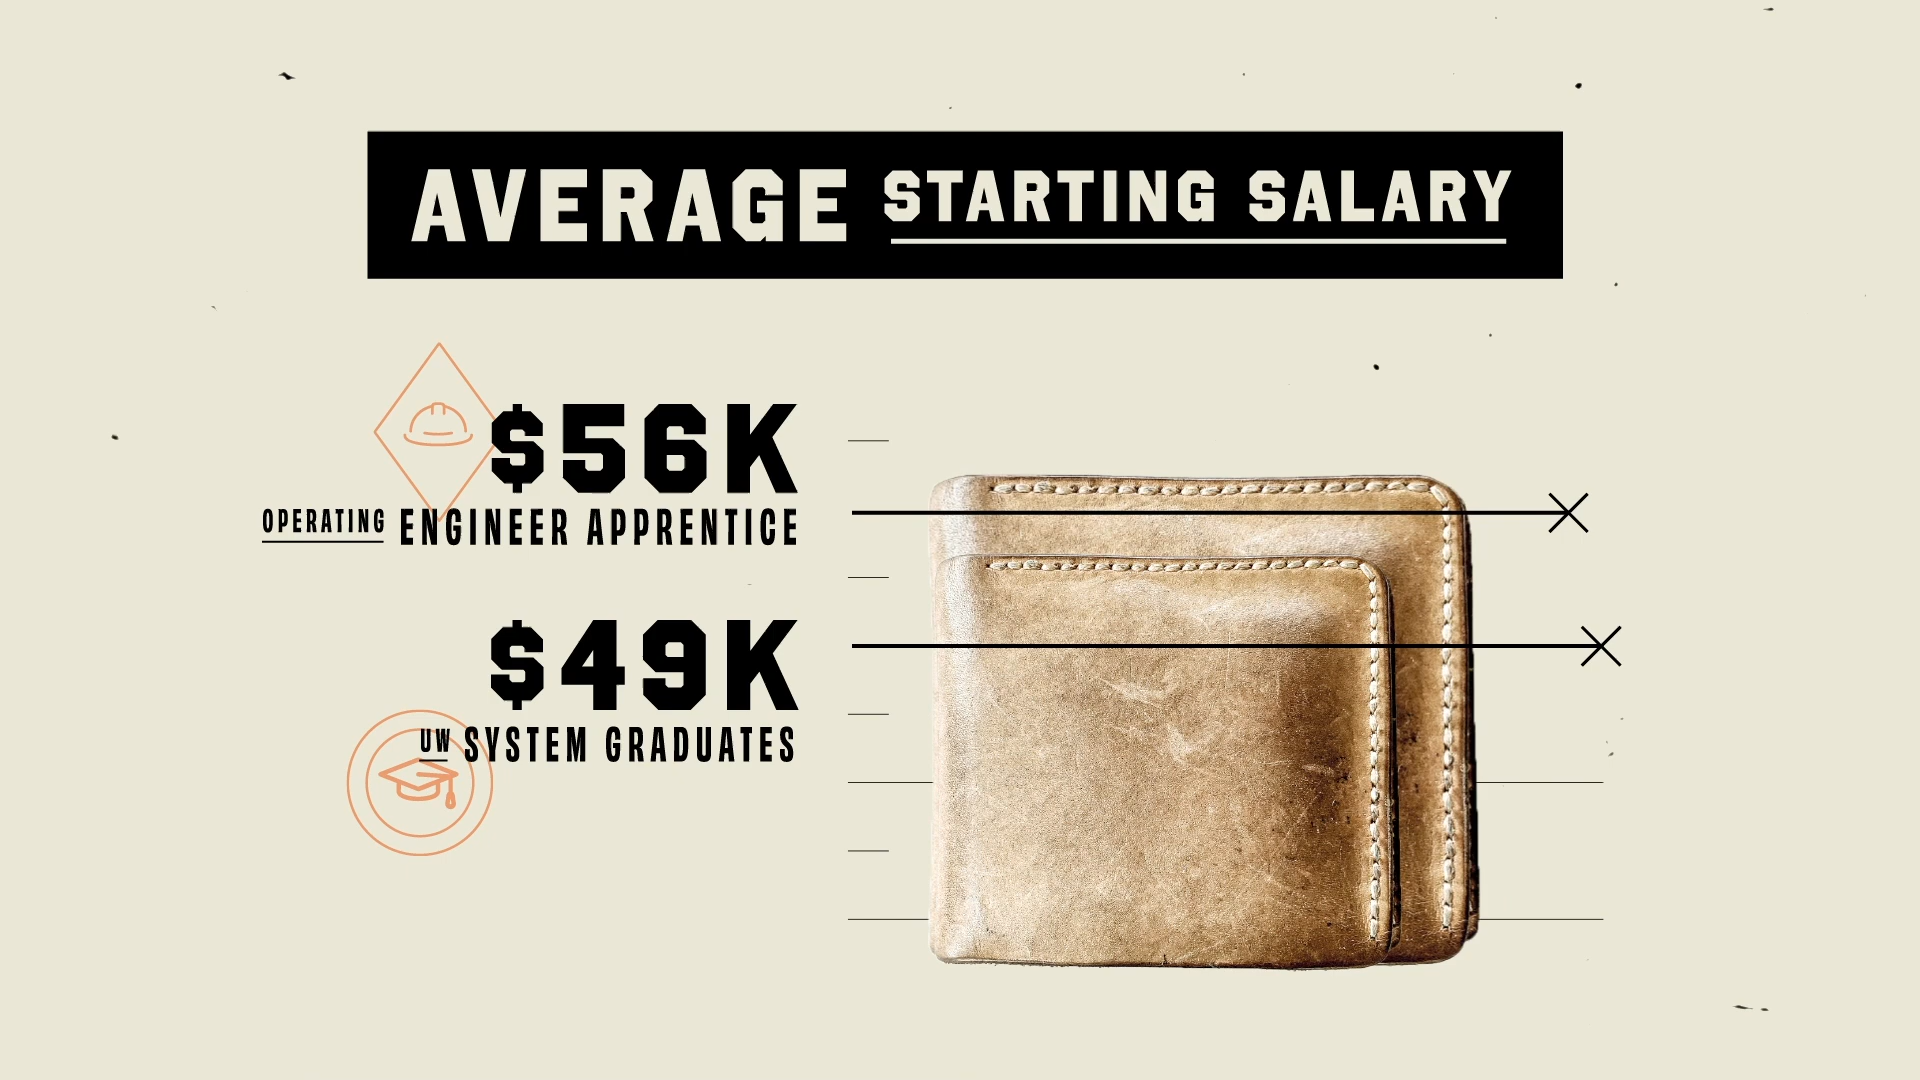 AVERAGE STARTING SALARY
$56K
OPERATING ENGINEER APPRENTICE
$49K
UW SYSTEM GRADUATES